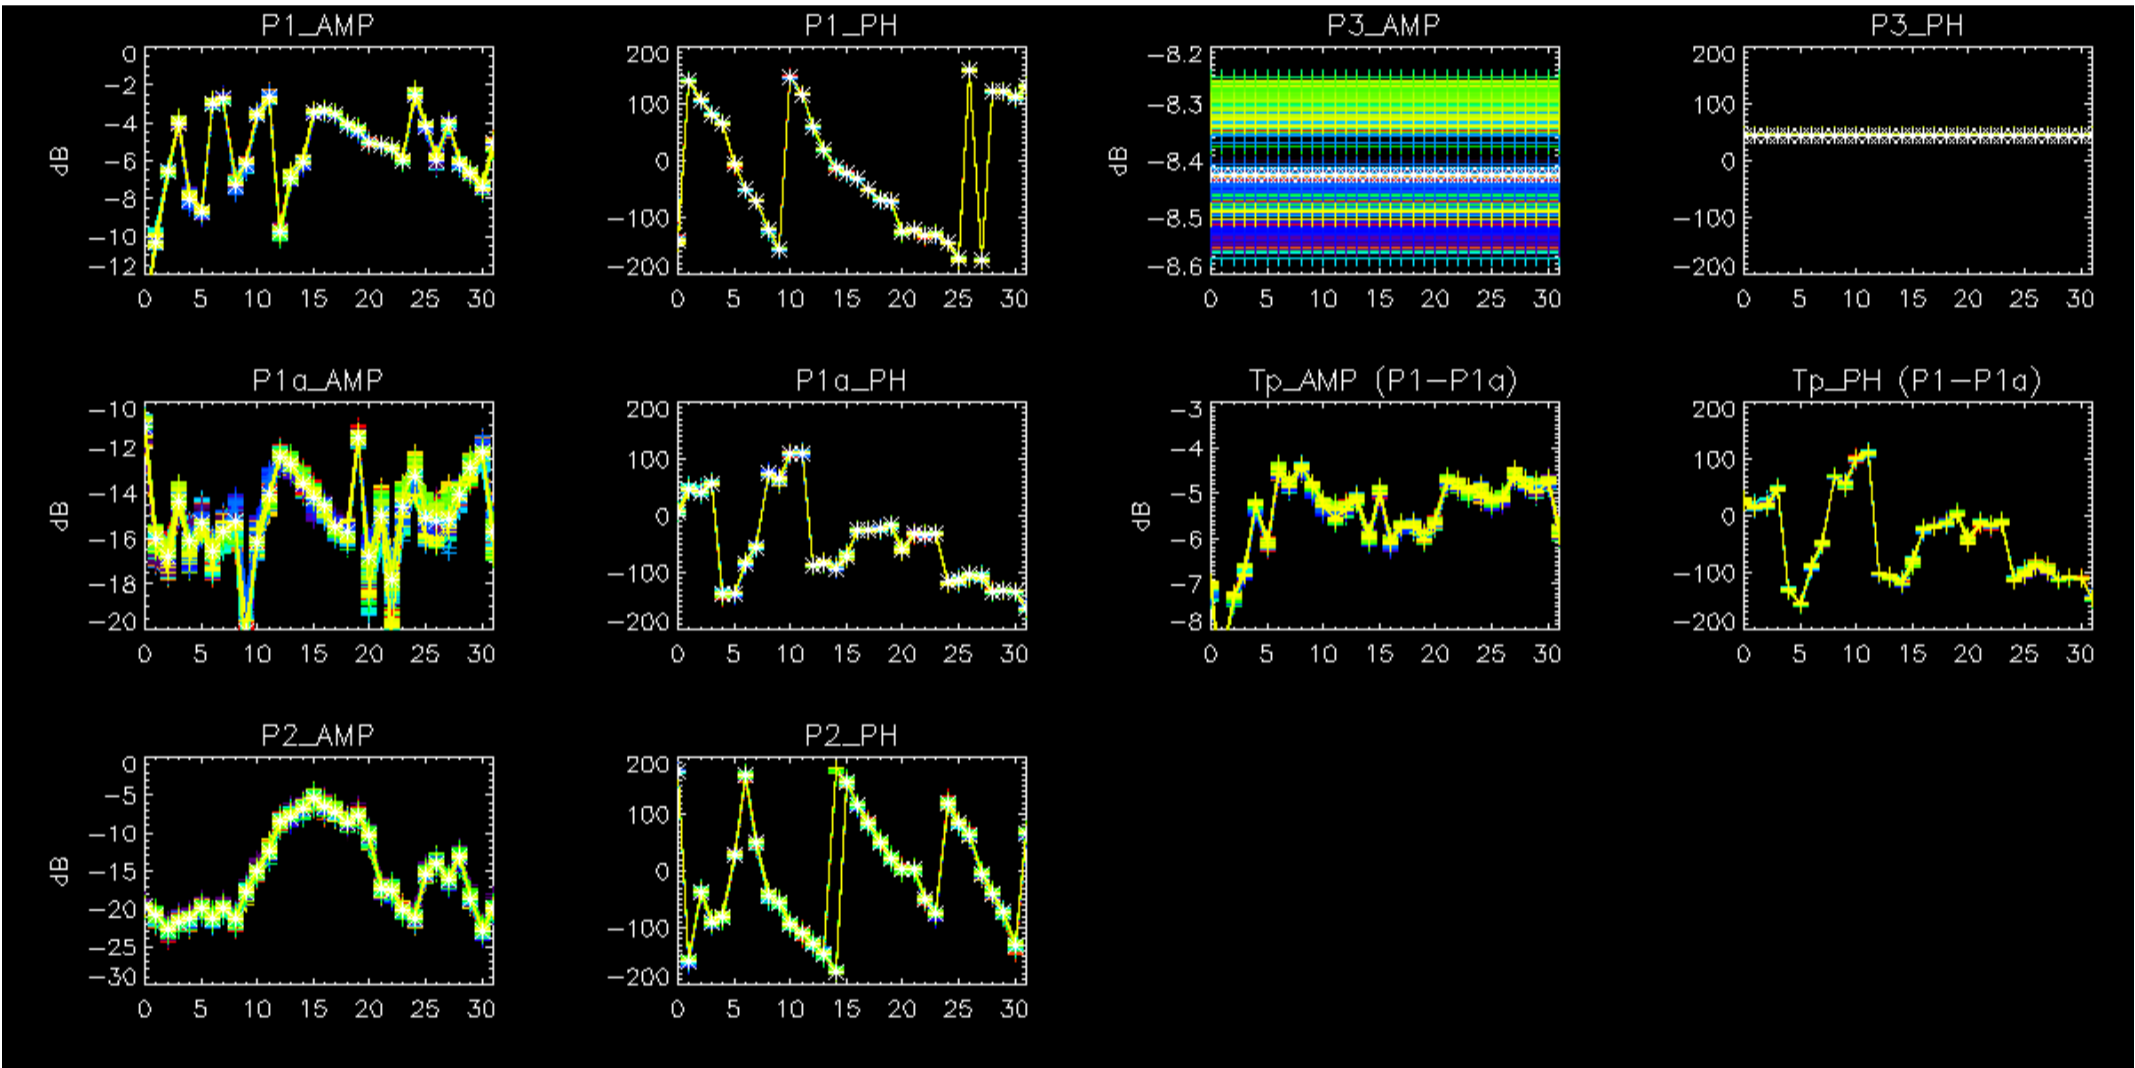 P1_AMP P1_PH P3_AMP P3_PH
0 200 -8.2 200
-2
-4 100 -8.3 100
dB -6 0 dB -8.4 0
-8
-10 -100 -8.5 -100
-12 -200 -8.6 -200
0 5 10 15 20 25 30 0 5 10 15 20 25 30 0 5 10 15 20 25 30 0 5 10 15 20 25 30
P1a_AMP P1a_PH Tp_AMP (P1-P1a) Tp_PH (P1-P1a)
-10 200 -3 200
-12 100 -4 100
-14 -5
dB 0 dB 0
-16 -6
-18 -100 -7 -100
-20 -200 -8 -200
0 5 10 15 20 25 30 0 5 10 15 20 25 30 0 5 10 15 20 25 30 0 5 10 15 20 25 30
P2_AMP P2_PH
0 200
-5 100
-10
dB -15 0
-20 -100
-25
-30 -200
0 5 10 15 20 25 30 0 5 10 15 20 25 30